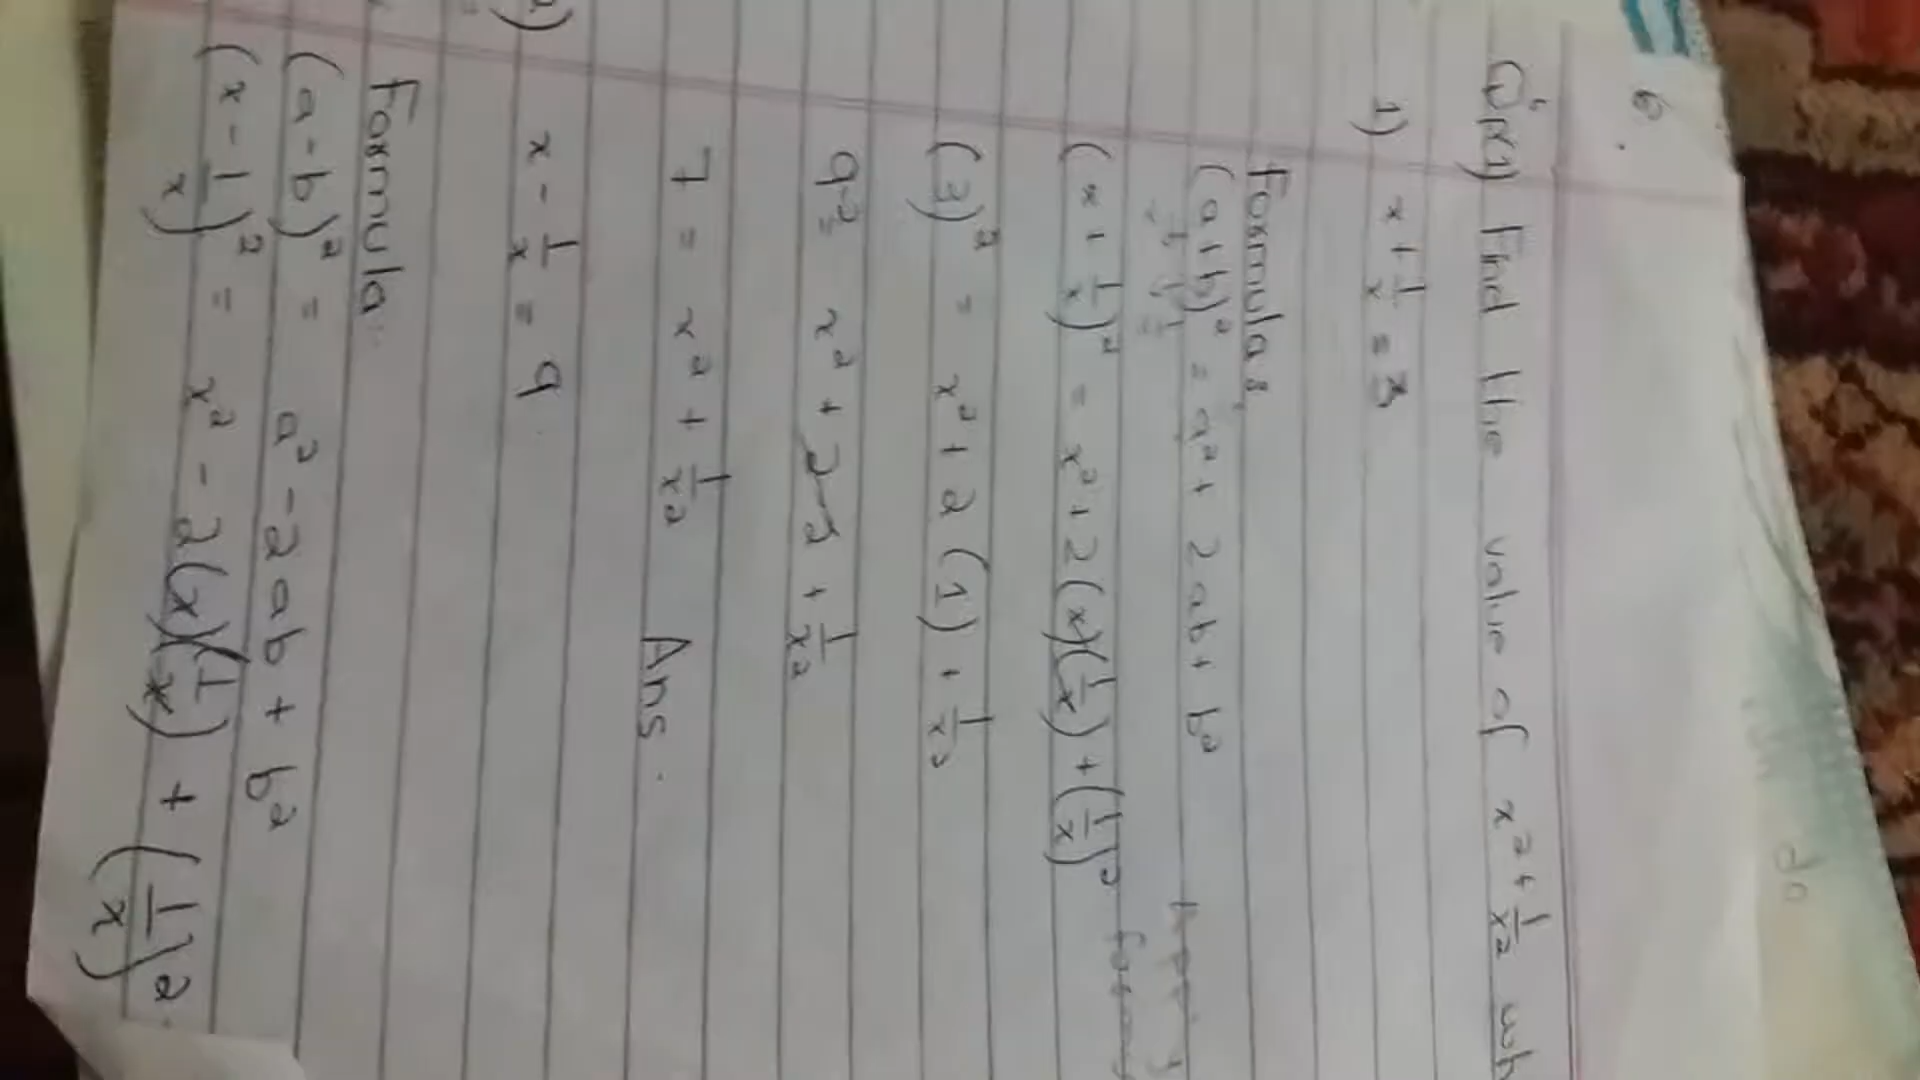 6.
Find the value of x² + 1/x² wh
1) x + 1/x = 3
Formula:
(a+b)² = a² + 2ab + b²
(x + 1/x)² = x² + 2(x)(1/x) + (1/x)²
(3)² = x² + 2(1) + 1/x²
9-2 = x² + 2-2 + 1/x²
7 = x² + 1/x² Ans.
x - 1/x = 9
Formula:
(a-b)² = a² - 2ab + b²
(x - 1/x)² = x² - 2(x)(1/x) + (1/x)²